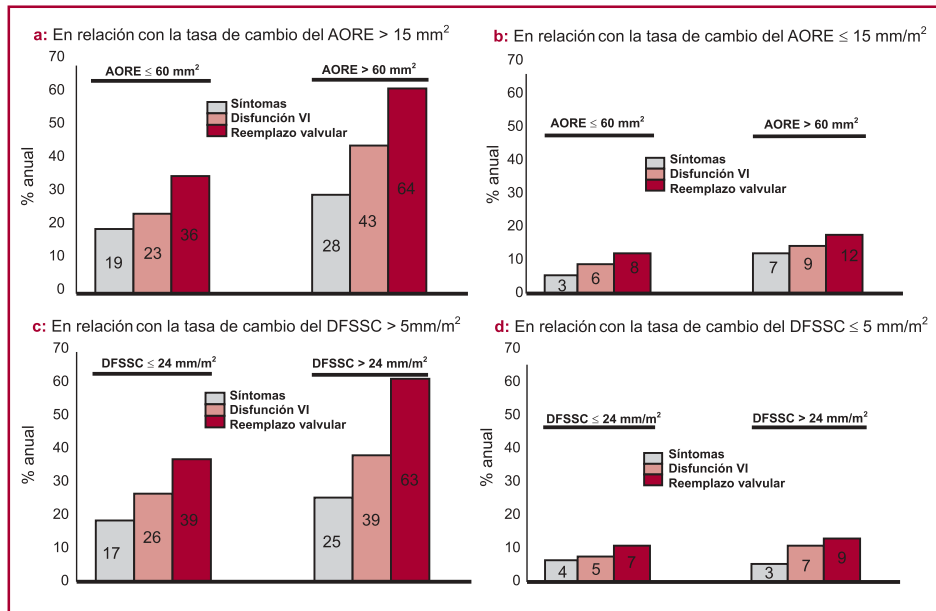 a: En relación con la tasa de cambio del AORE > 15 mm²
70
60
50
40
30
20
10
0
% anual
AORE ≤ 60 mm²
AORE > 60 mm²
Síntomas
Disfunción VI
Reemplazo valvular
19
23
36
28
43
64
b: En relación con la tasa de cambio del AORE ≤ 15 mm/m²
70
60
50
40
30
20
10
0
% anual
AORE ≤ 60 mm²
AORE > 60 mm²
Síntomas
Disfunción VI
Reemplazo valvular
3
6
8
7
9
12
c: En relación con la tasa de cambio del DFSSC > 5mm/m²
70
60
50
40
30
20
10
0
% anual
DFSSC ≤ 24 mm/m²
DFSSC > 24 mm/m²
Síntomas
Disfunción VI
Reemplazo valvular
17
26
39
25
39
63
d: En relación con la tasa de cambio del DFSSC ≤ 5 mm/m²
70
60
50
40
30
20
10
0
% anual
DFSSC ≤ 24 mm/m²
DFSSC > 24 mm/m²
Síntomas
Disfunción VI
Reemplazo valvular
4
5
7
3
7
9